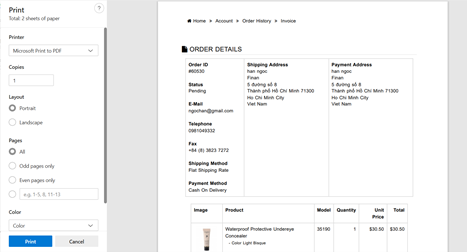 Print
?
Total: 2 sheets of paper
Printer
Microsoft Print to PDF
Copies
1
Layout
Portrait
Landscape
Pages
All
Odd pages only
Even pages only
e.g. 1-5, 8, 11-13
Color
Color
Print
Cancel
Home » Account » Order History » Invoice
ORDER DETAILS
Order ID
#60530
Status
Pending
E-Mail
ngochan@gmail.com
Telephone
0981049332
Fax
+84 (8) 3823 7272
Shipping Method
Flat Shipping Rate
Payment Method
Cash On Delivery
Shipping Address
han ngoc
Finan
5 đường số 8
Thành phố Hồ Chí Minh 71300
Ho Chi Minh City
Viet Nam
Payment Address
han ngoc
Finan
5 đường số 8
Thành phố Hồ Chí Minh 71300
Ho Chi Minh City
Viet Nam
Image Product Model Quantity Unit Price Total
Waterproof Protective Undereye
Concealer
- Color: Light Bisque
35190 1 $30.50 $30.50